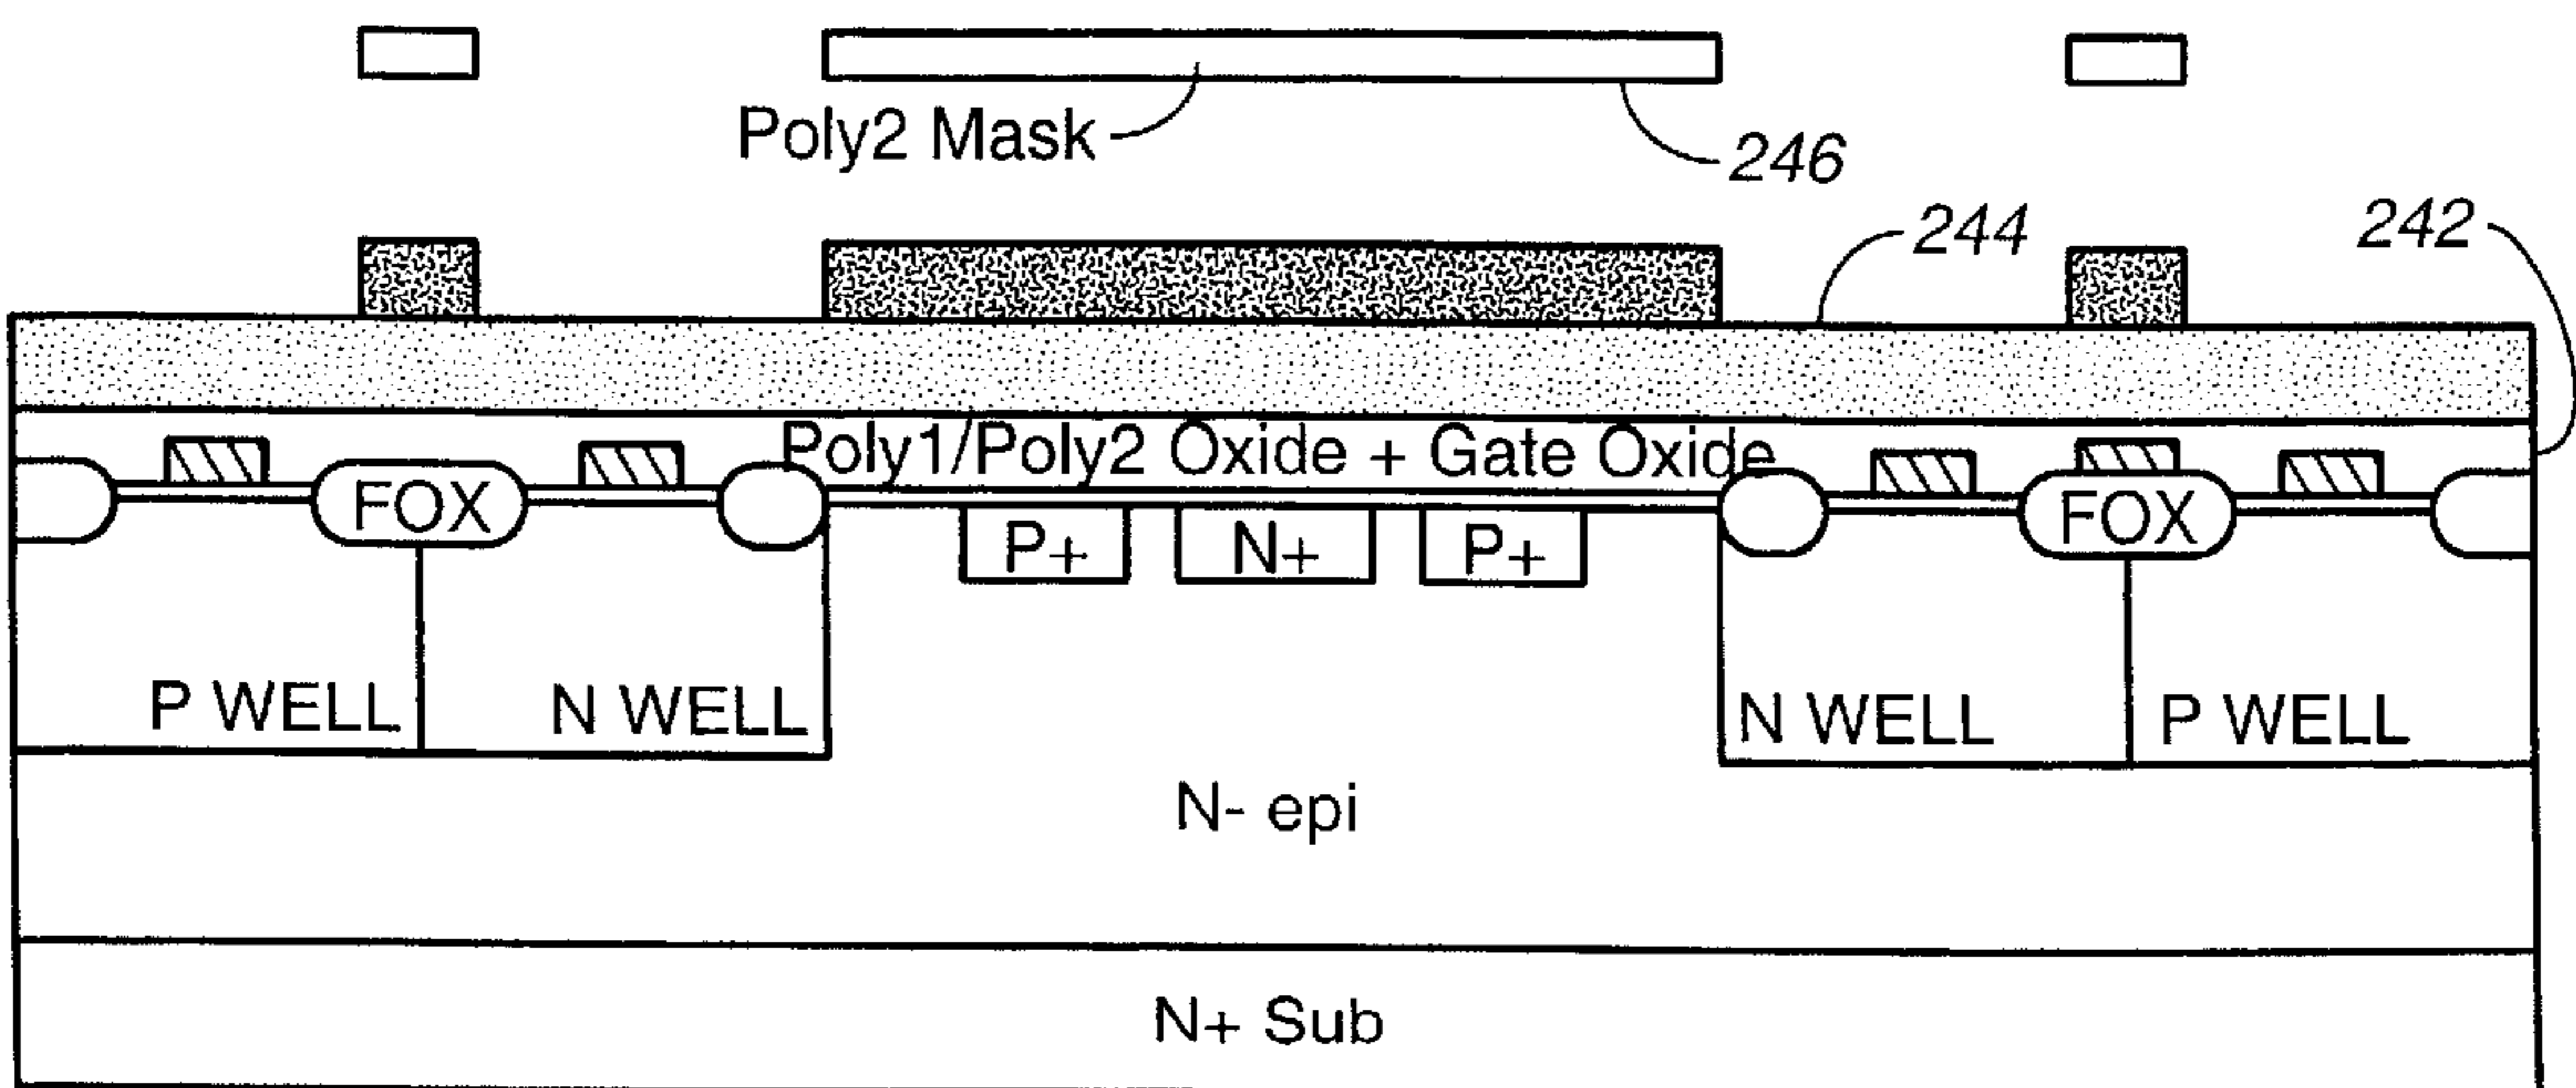 Poly2 Mask
246
244
242
Poly1/Poly2 Oxide + Gate Oxide
FOX
FOX
P+
N+
P+
P WELL
N WELL
N WELL
P WELL
N- epi
N+ Sub